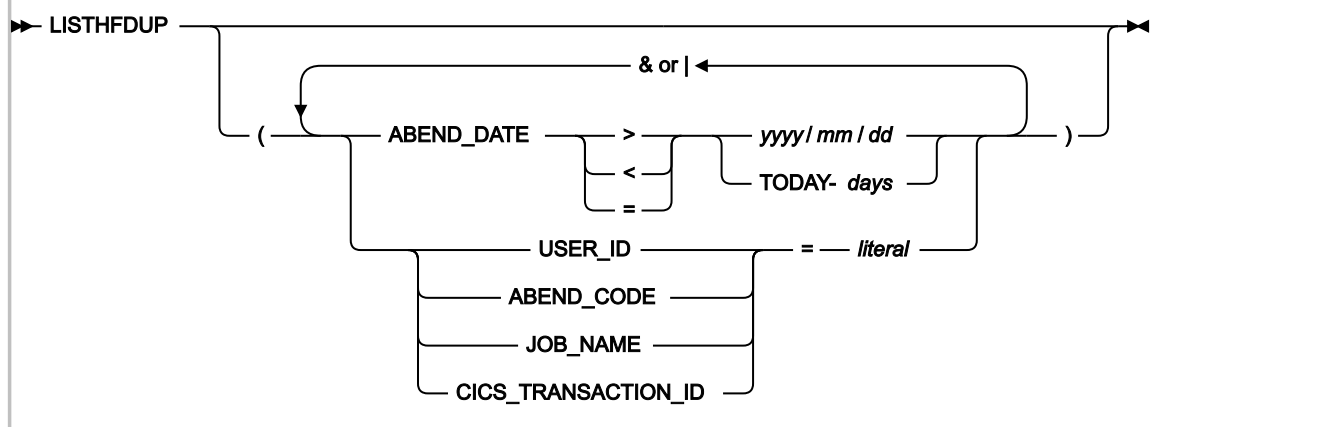 LISTHFDUP
& or |
( ABEND_DATE > yyyy / mm / dd )
< TODAY- days
=
USER_ID = literal
ABEND_CODE
JOB_NAME
CICS_TRANSACTION_ID